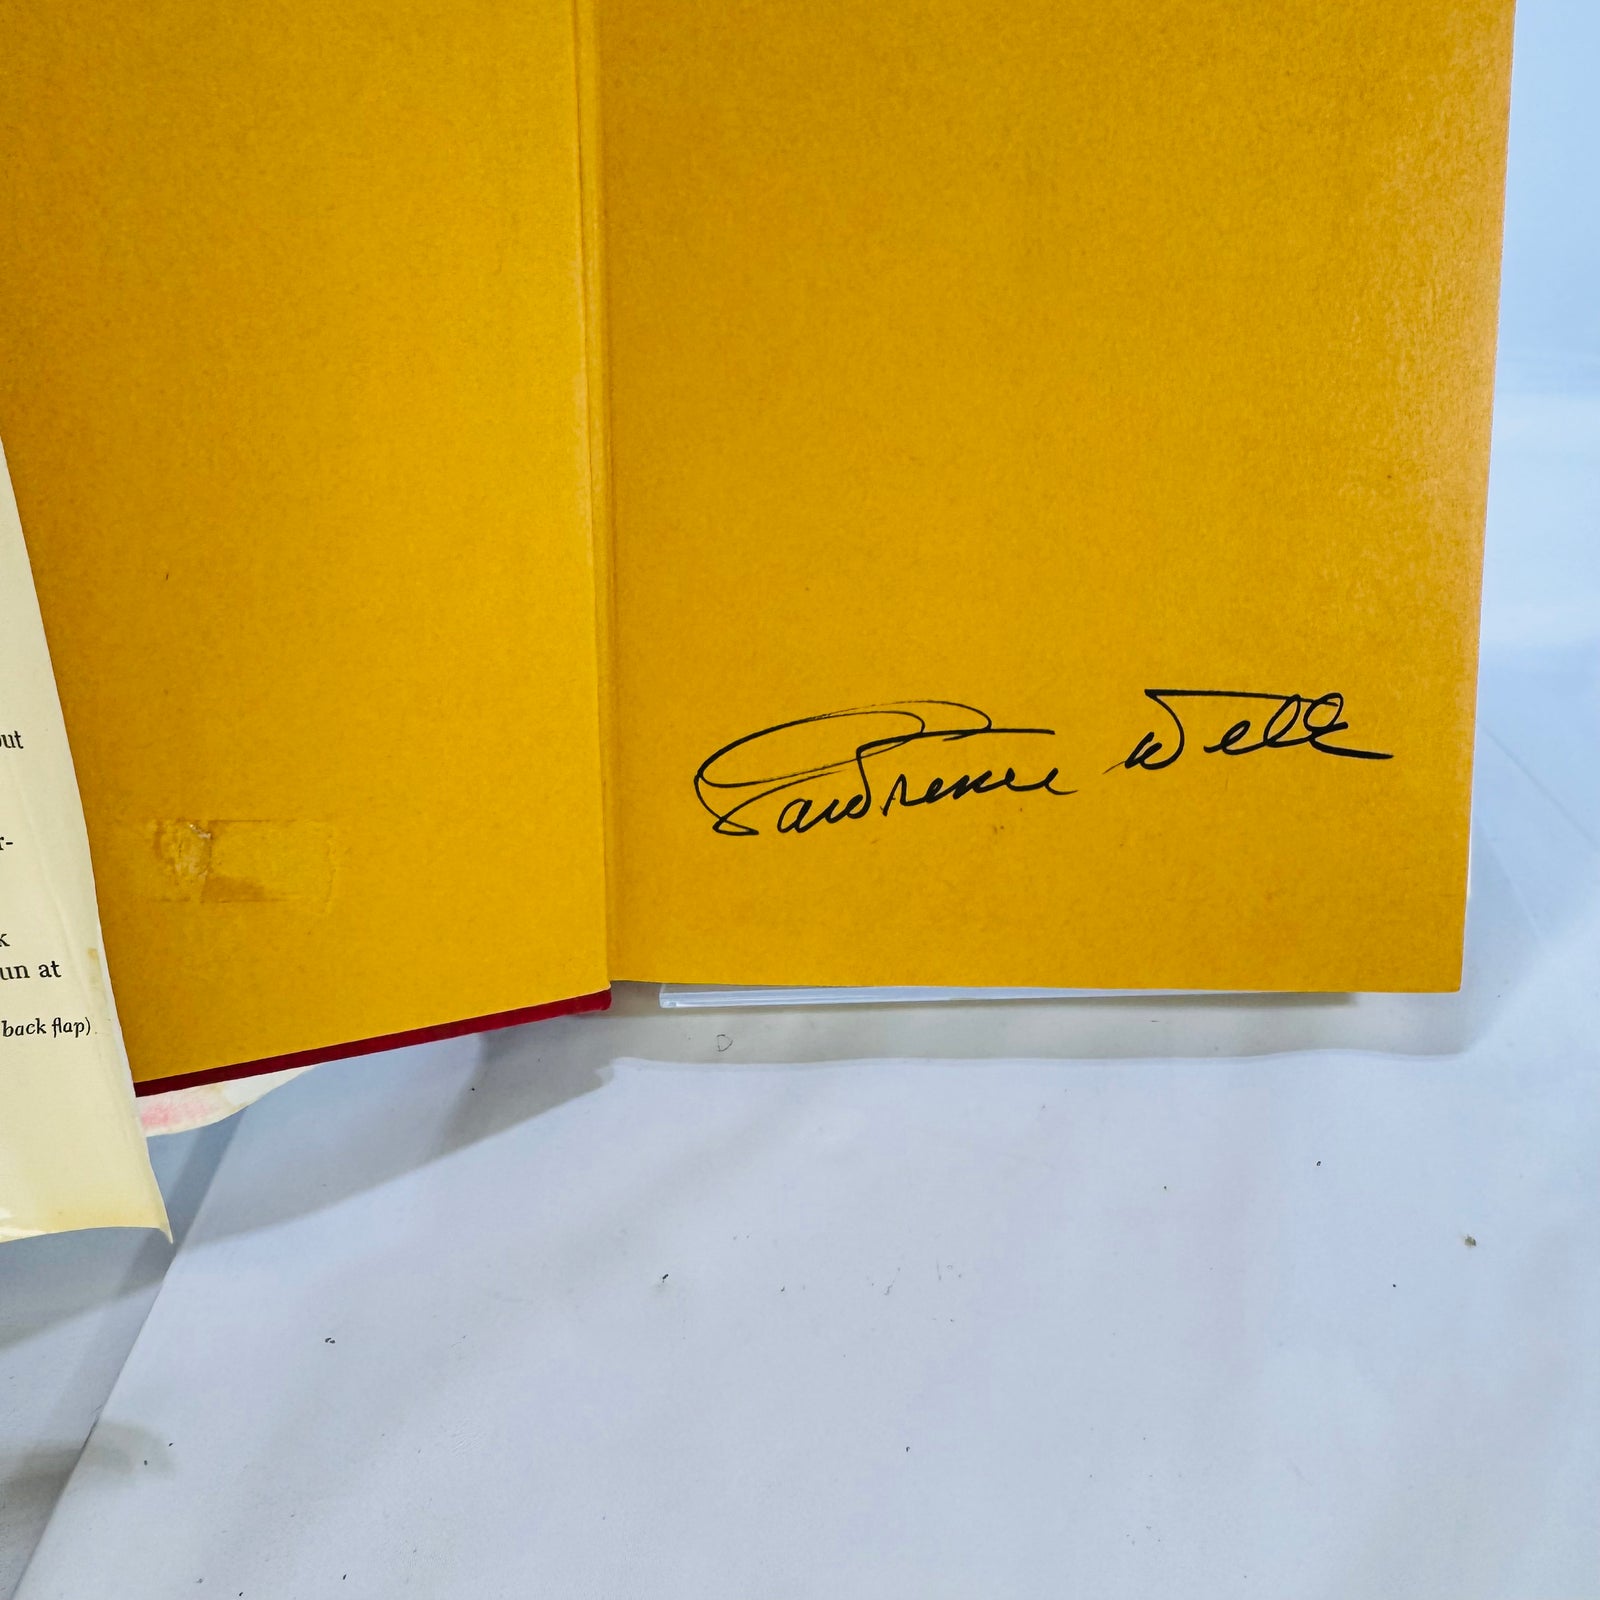 out
r-
k
un at
back flap)
Lawrence Welk